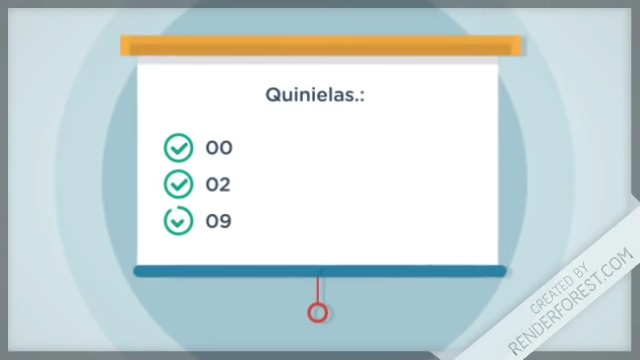 Quinielas.:
00
02
09
CREATED BY
RENDERFOREST.COM